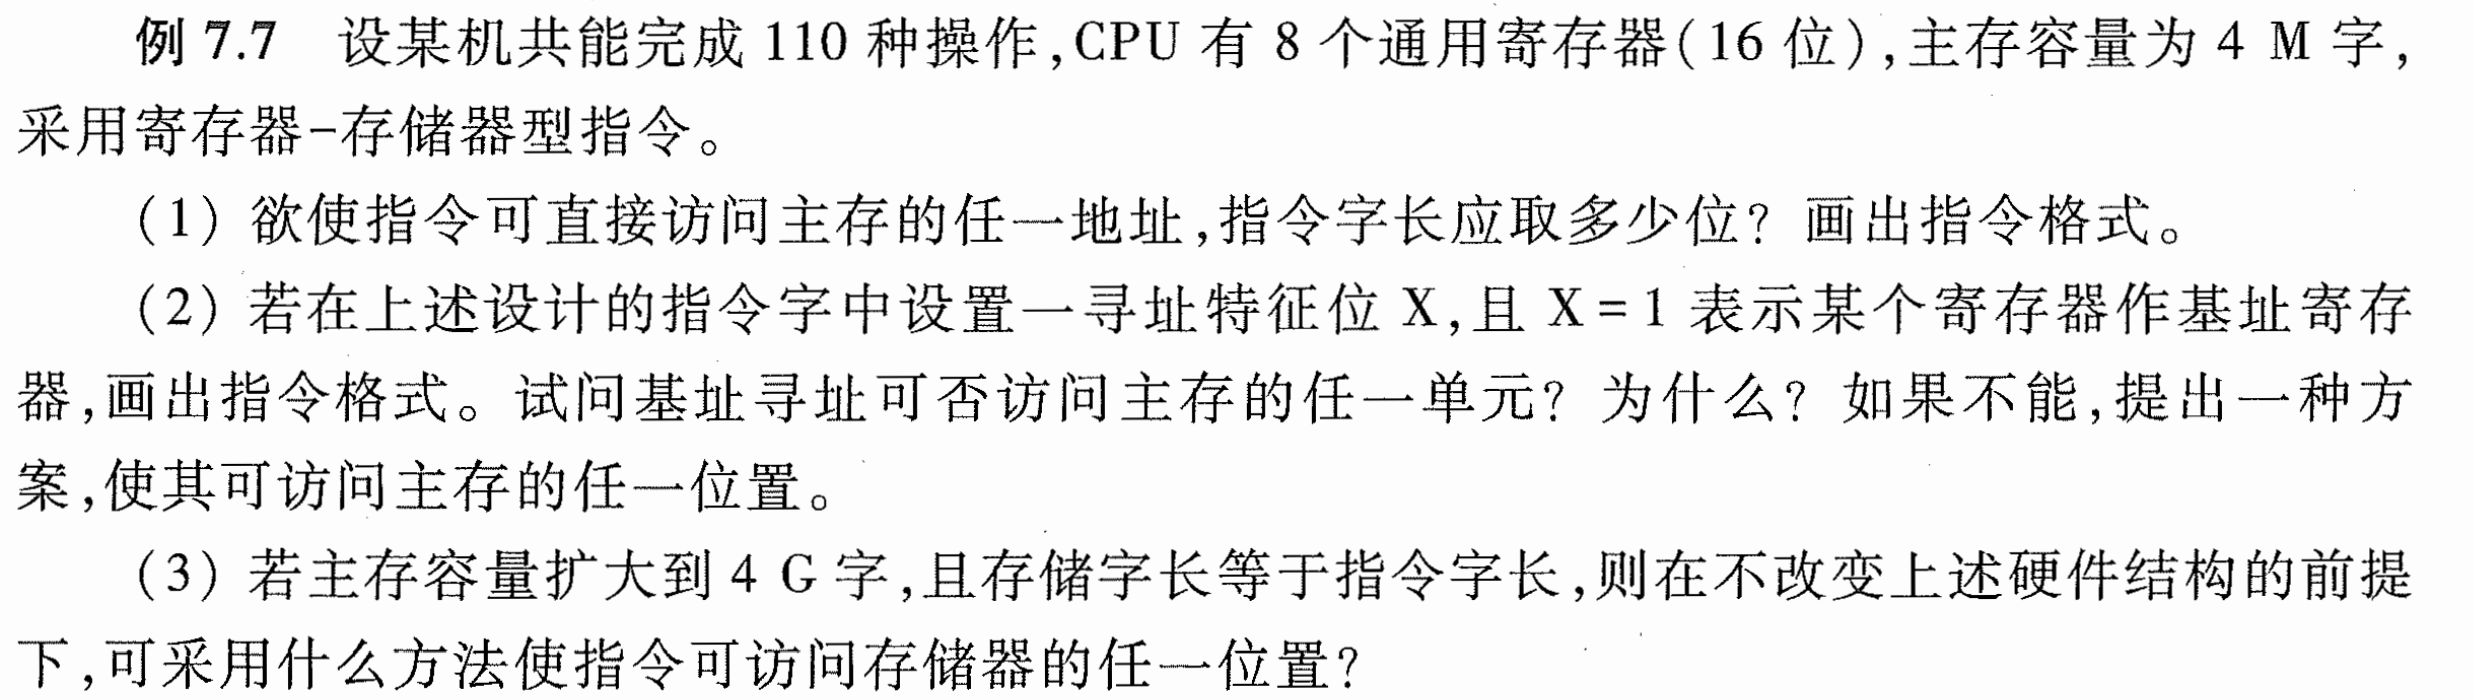 例 7.7 设某机共能完成 110 种操作,CPU 有 8 个通用寄存器(16 位),主存容量为 4 M 字,
采用寄存器-存储器型指令。
(1) 欲使指令可直接访问主存的任一地址,指令字长应取多少位? 画出指令格式。
(2) 若在上述设计的指令字中设置一寻址特征位 X,且 X=1 表示某个寄存器作基址寄存
器,画出指令格式。试问基址寻址可否访问主存的任一单元? 为什么? 如果不能,提出一种方
案,使其可访问主存的任一位置。
(3) 若主存容量扩大到 4 G 字,且存储字长等于指令字长,则在不改变上述硬件结构的前提
下,可采用什么方法使指令可访问存储器的任一位置?